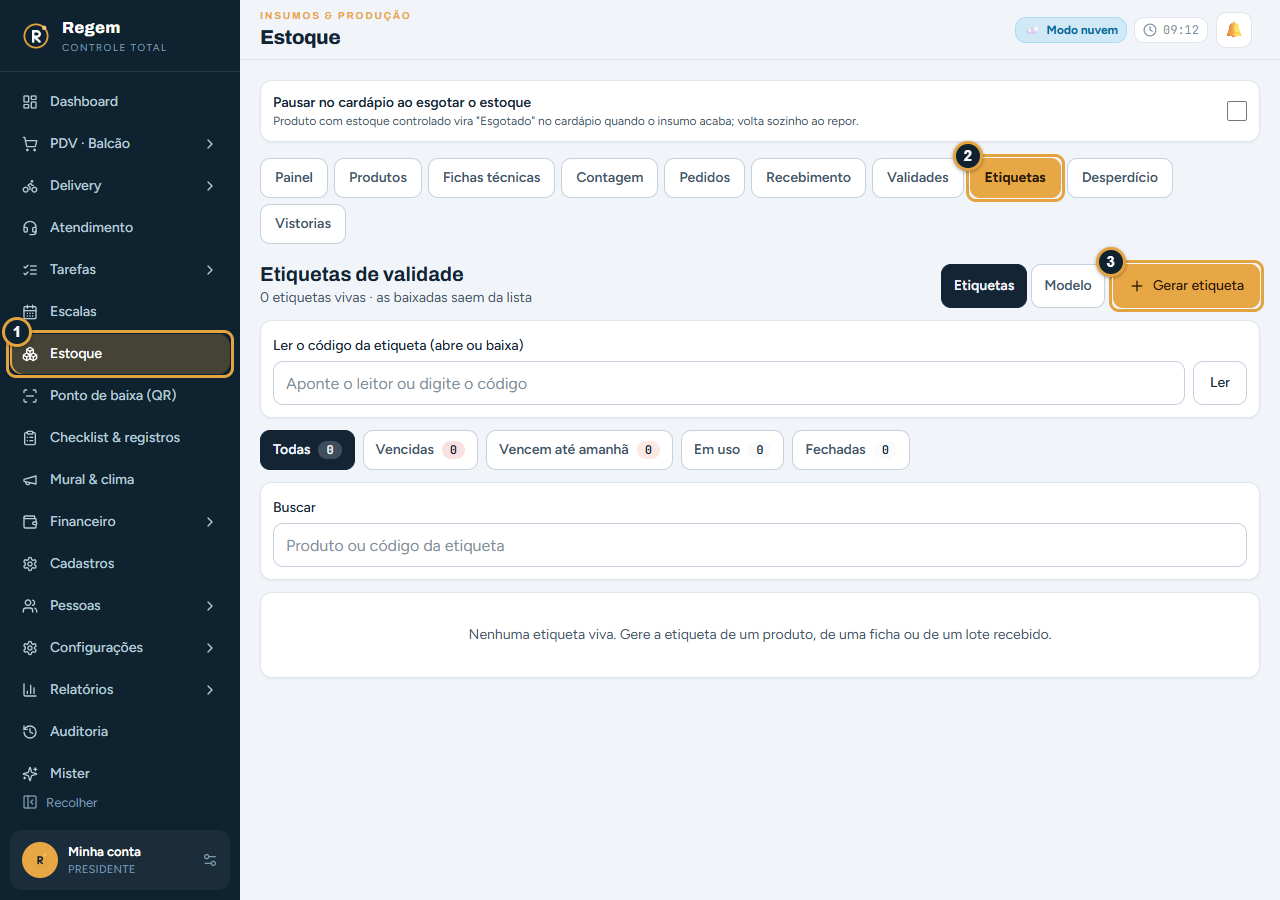 Regem
CONTROLE TOTAL
Dashboard
PDV · Balcão
Delivery
Atendimento
Tarefas
Escalas
1
Estoque
Ponto de baixa (QR)
Checklist & registros
Mural & clima
Financeiro
Cadastros
Pessoas
Configurações
Relatórios
Auditoria
Mister
Recolher
R
Minha conta
PRESIDENTE
INSUMOS & PRODUÇÃO
Estoque
Modo nuvem
09:12
Pausar no cardápio ao esgotar o estoque
Produto com estoque controlado vira "Esgotado" no cardápio quando o insumo acaba; volta sozinho ao repor.
Painel Produtos Fichas técnicas Contagem Pedidos Recebimento Validades 2 Etiquetas Desperdício
Vistorias
Etiquetas de validade
0 etiquetas vivas · as baixadas saem da lista
Etiquetas Modelo 3 + Gerar etiqueta
Ler o código da etiqueta (abre ou baixa)
Aponte o leitor ou digite o código Ler
Todas 0 Vencidas 0 Vencem até amanhã 0 Em uso 0 Fechadas 0
Buscar
Produto ou código da etiqueta
Nenhuma etiqueta viva. Gere a etiqueta de um produto, de uma ficha ou de um lote recebido.